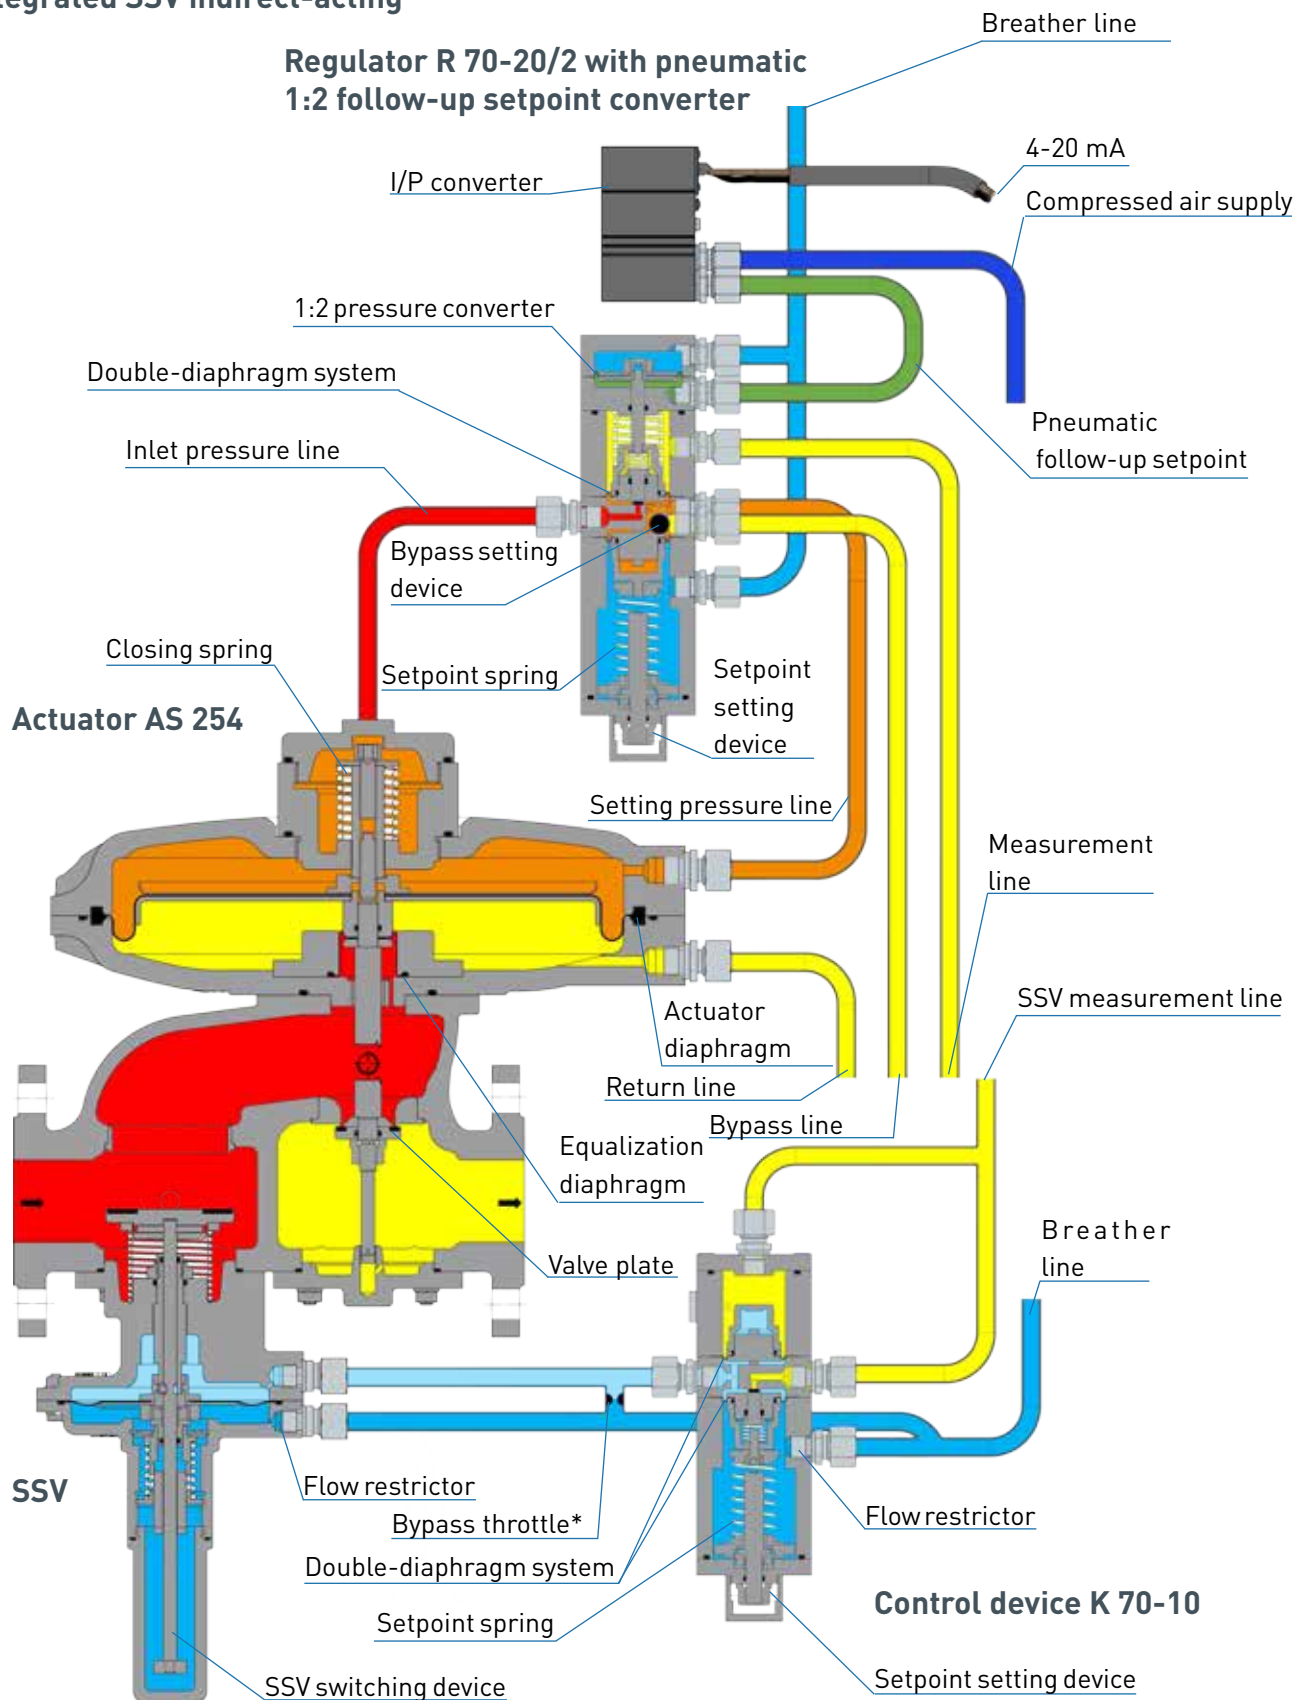 Integrated SSV indirect-acting
Regulator R 70-20/2 with pneumatic
1:2 follow-up setpoint converter
Breather line
4-20 mA
I/P converter
Compressed air supply
1:2 pressure converter
Double-diaphragm system
Pneumatic
follow-up setpoint
Inlet pressure line
Bypass setting
device
Closing spring
Setpoint spring
Setpoint
setting
device
Actuator AS 254
Setting pressure line
Measurement
line
SSV measurement line
Actuator
diaphragm
Return line
Bypass line
Equalization
diaphragm
Breather
line
Valve plate
SSV
Flow restrictor
Bypass throttle*
Flow restrictor
Double-diaphragm system
Control device K 70-10
Setpoint spring
SSV switching device
Setpoint setting device